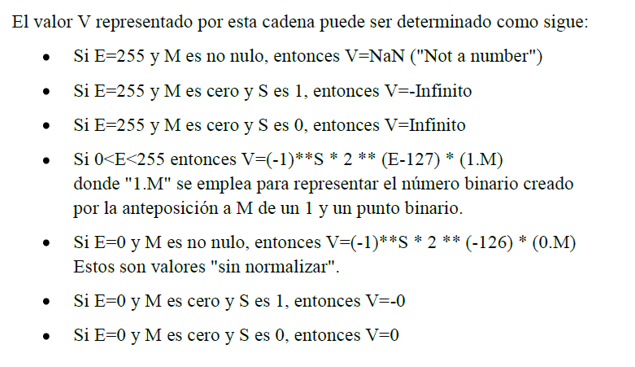 El valor V representado por esta cadena puede ser determinado como sigue:
• Si E=255 y M es no nulo, entonces V=NaN ("Not a number")
• Si E=255 y M es cero y S es 1, entonces V=-Infinito
• Si E=255 y M es cero y S es 0, entonces V=Infinito
• Si 0<E<255 entonces V=(-1)**S * 2 ** (E-127) * (1.M)
donde "1.M" se emplea para representar el número binario creado
por la anteposición a M de un 1 y un punto binario.
• Si E=0 y M es no nulo, entonces V=(-1)**S * 2 ** (-126) * (0.M)
Estos son valores "sin normalizar".
• Si E=0 y M es cero y S es 1, entonces V=-0
• Si E=0 y M es cero y S es 0, entonces V=0